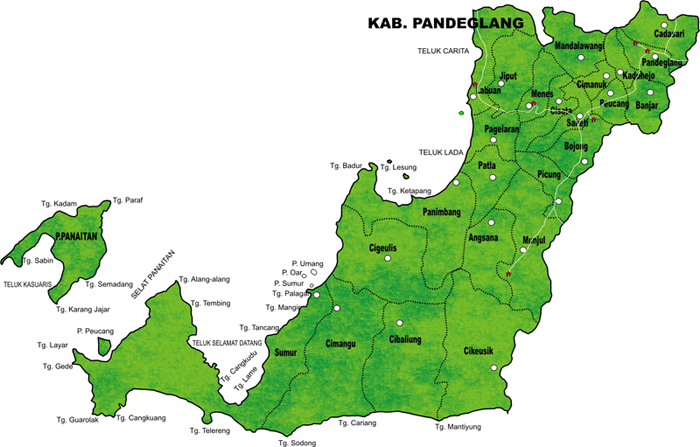 KAB. PANDEGLANG
Cadasari
TELUK CARITA
Mandalawangi
Pandeglang
Jiput
Kaduhejo
Cimanuk
Labuan
Menes
Peucang
Banjar
Cisata
Saketi
Pagelaran
Bojong
TELUK LADA
Tg. Badur
Tg. Lesung
Patia
Picung
Tg. Ketapang
Tg. Paraf
Tg. Kadam
Panimbang
P.PANAITAN
Angsana
Munjul
Cigeulis
Tg. Sabin
P. Umang
P. Oar
SELAT PANAITAN
Tg. Alang-alang
TELUK KASUARIS
Tg. Semadang
P. Sumur
Tg. Palagan
Tg. Karang Jajar
Tg. Tembing
Tg. Mangir
P. Peucang
Tg. Tancang
Tg. Layar
TELUK SELAMAT DATANG
Sumur
Cimangu
Cibaliung
Cikeusik
Tg. Gede
Tg. Cangkudu
Tg. Lame
Tg. Guarolak
Tg. Cangkuang
Tg. Telereng
Tg. Cariang
Tg. Mantiyung
Tg. Sodong